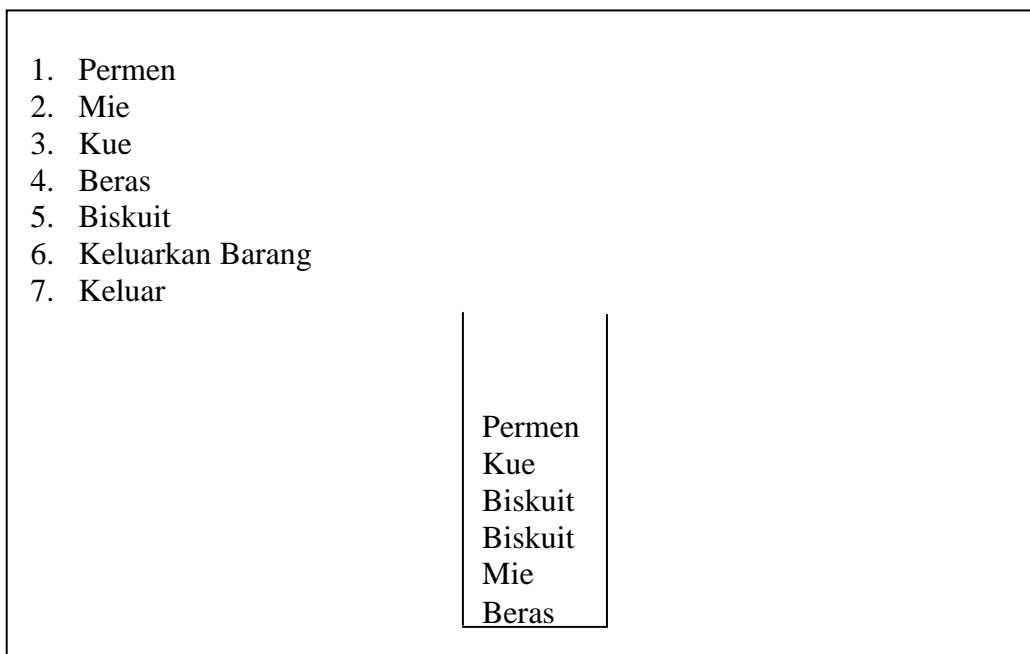 1. Permen
2. Mie
3. Kue
4. Beras
5. Biskuit
6. Keluarkan Barang
7. Keluar
Permen
Kue
Biskuit
Biskuit
Mie
Beras